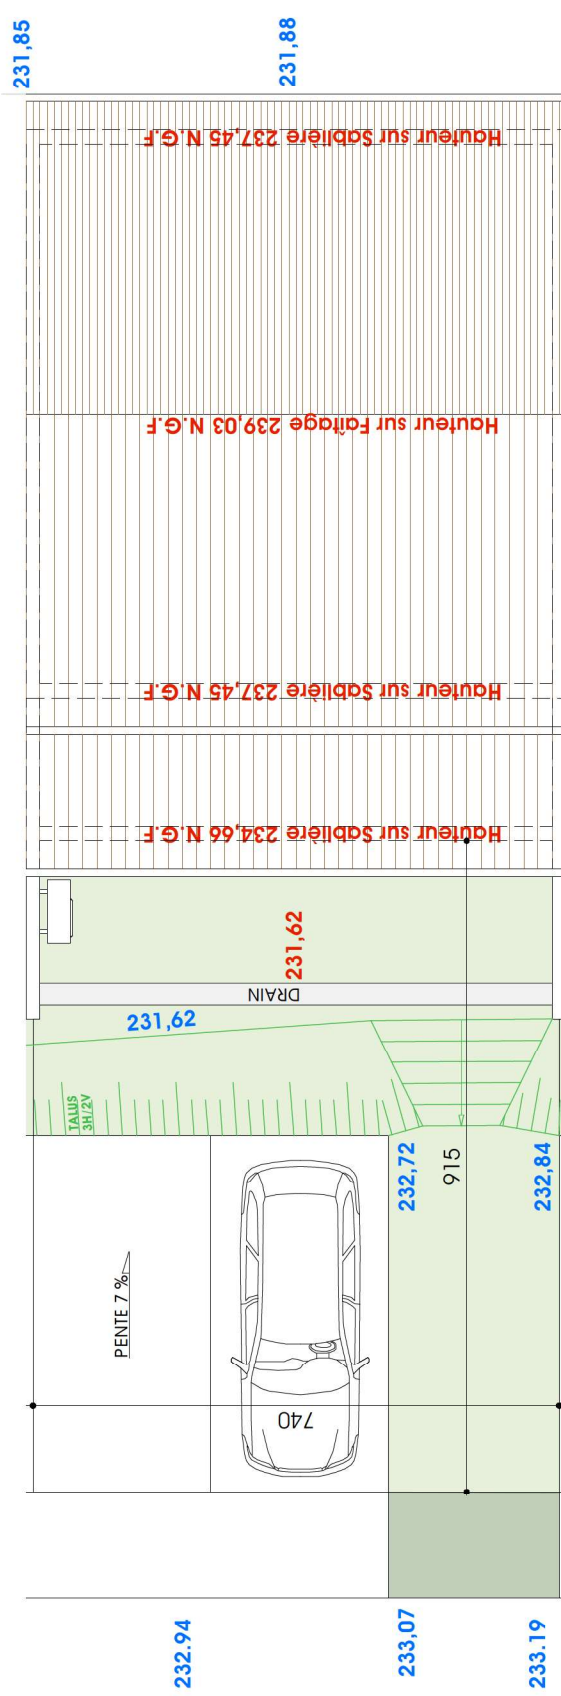 231,85
231,88
Hauteur sur Sablière 237,45 N.G.F
Hauteur sur Faîtage 239,03 N.G.F
Hauteur sur Sablière 237,45 N.G.F
Hauteur sur Sablière 234,66 N.G.F
231,62
DRAIN
231,62
TALUS
3H/2V
232,72
915
232,84
PENTE 7 %
740
232.94
233,07
233.19